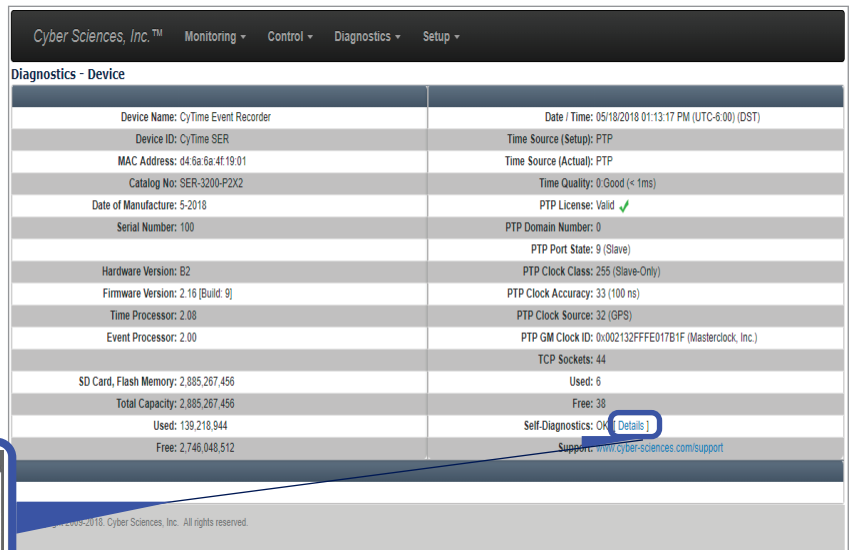 Cyber Sciences, Inc.™ Monitoring Control Diagnostics Setup
Diagnostics - Device
Device Name: CyTime Event Recorder
Device ID: CyTime SER
MAC Address: d4:6a:6a:4f:19:01
Catalog No: SER-3200-P2X2
Date of Manufacture: 5-2018
Serial Number: 100
Hardware Version: B2
Firmware Version: 2.16 [Build: 9]
Time Processor: 2.08
Event Processor: 2.00
SD Card, Flash Memory: 2,885,267,456
Total Capacity: 2,885,267,456
Used: 139,218,944
Free: 2,746,048,512
Date / Time: 05/18/2018 01:13:17 PM (UTC-6:00) (DST)
Time Source (Setup): PTP
Time Source (Actual): PTP
Time Quality: 0:Good (< 1ms)
PTP License: Valid ✓
PTP Domain Number: 0
PTP Port State: 9 (Slave)
PTP Clock Class: 255 (Slave-Only)
PTP Clock Accuracy: 33 (100 ns)
PTP Clock Source: 32 (GPS)
PTP GM Clock ID: 0x002132FFFE017B1F (Masterclock, Inc.)
TCP Sockets: 44
Used: 6
Free: 38
Self-Diagnostics: OK [ Details ]
Support: www.cyber-sciences.com/support
2009-2018. Cyber Sciences, Inc. All rights reserved.